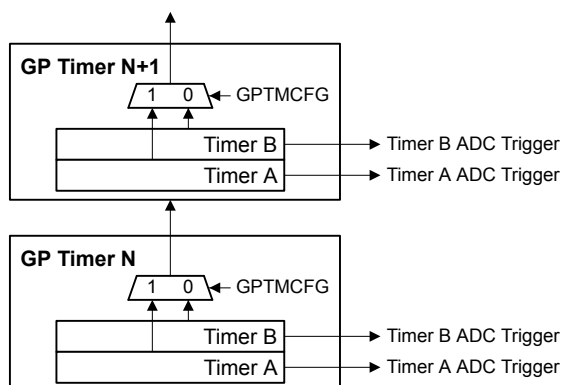 GP Timer N+1
1 0 GPTMCFG
Timer B Timer B ADC Trigger
Timer A Timer A ADC Trigger
GP Timer N
1 0 GPTMCFG
Timer B Timer B ADC Trigger
Timer A Timer A ADC Trigger